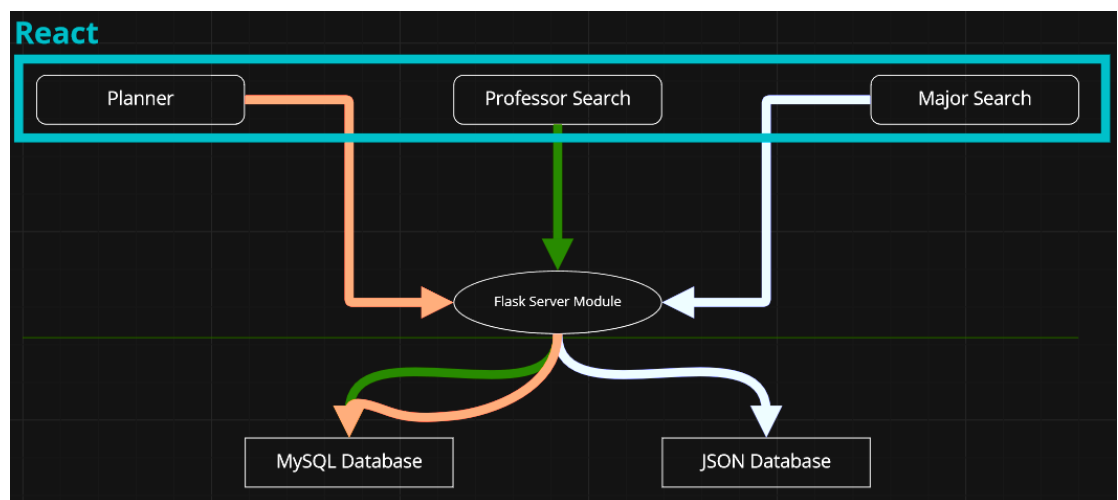 React
Planner
Professor Search
Major Search
Flask Server Module
MySQL Database
JSON Database